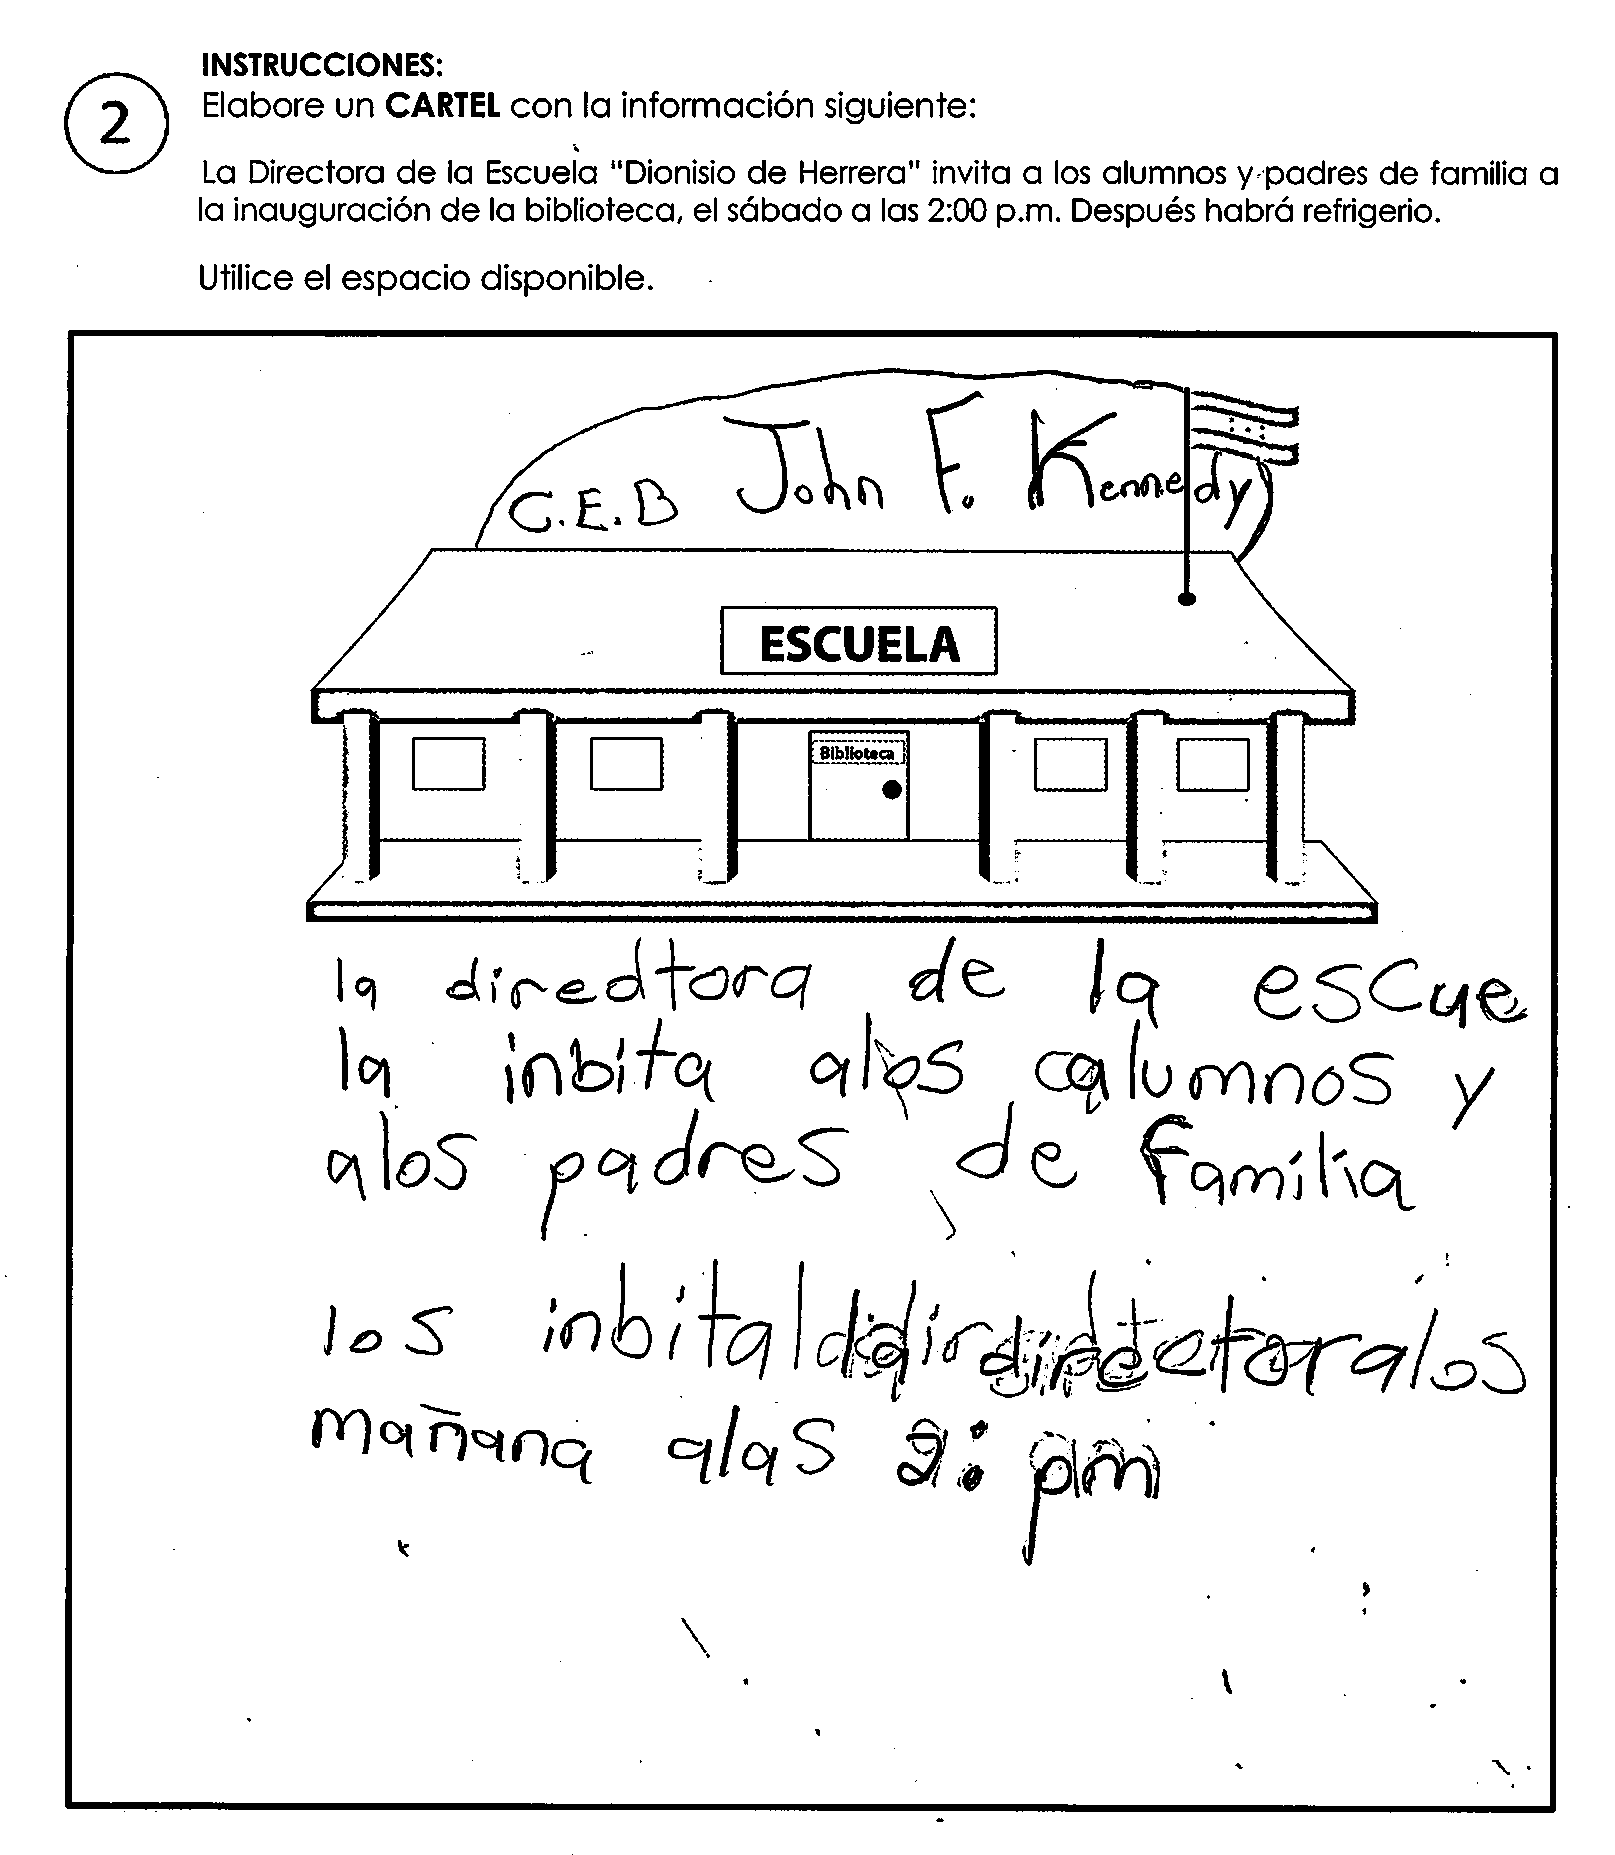 INSTRUCCIONES:
2
Elabore un CARTEL con la información siguiente:
La Directora de la Escuela "Dionisio de Herrera" invita a los alumnos y padres de familia a
la inauguración de la biblioteca, el sábado a las 2:00 p.m. Después habrá refrigerio.
Utilice el espacio disponible.
C.E.B John F. Kennedy
ESCUELA
Biblioteca
la diredtora de la escue
la inbita alos calumnos y
alos padres de familia
los inbita alos
mañana alas 2: pm